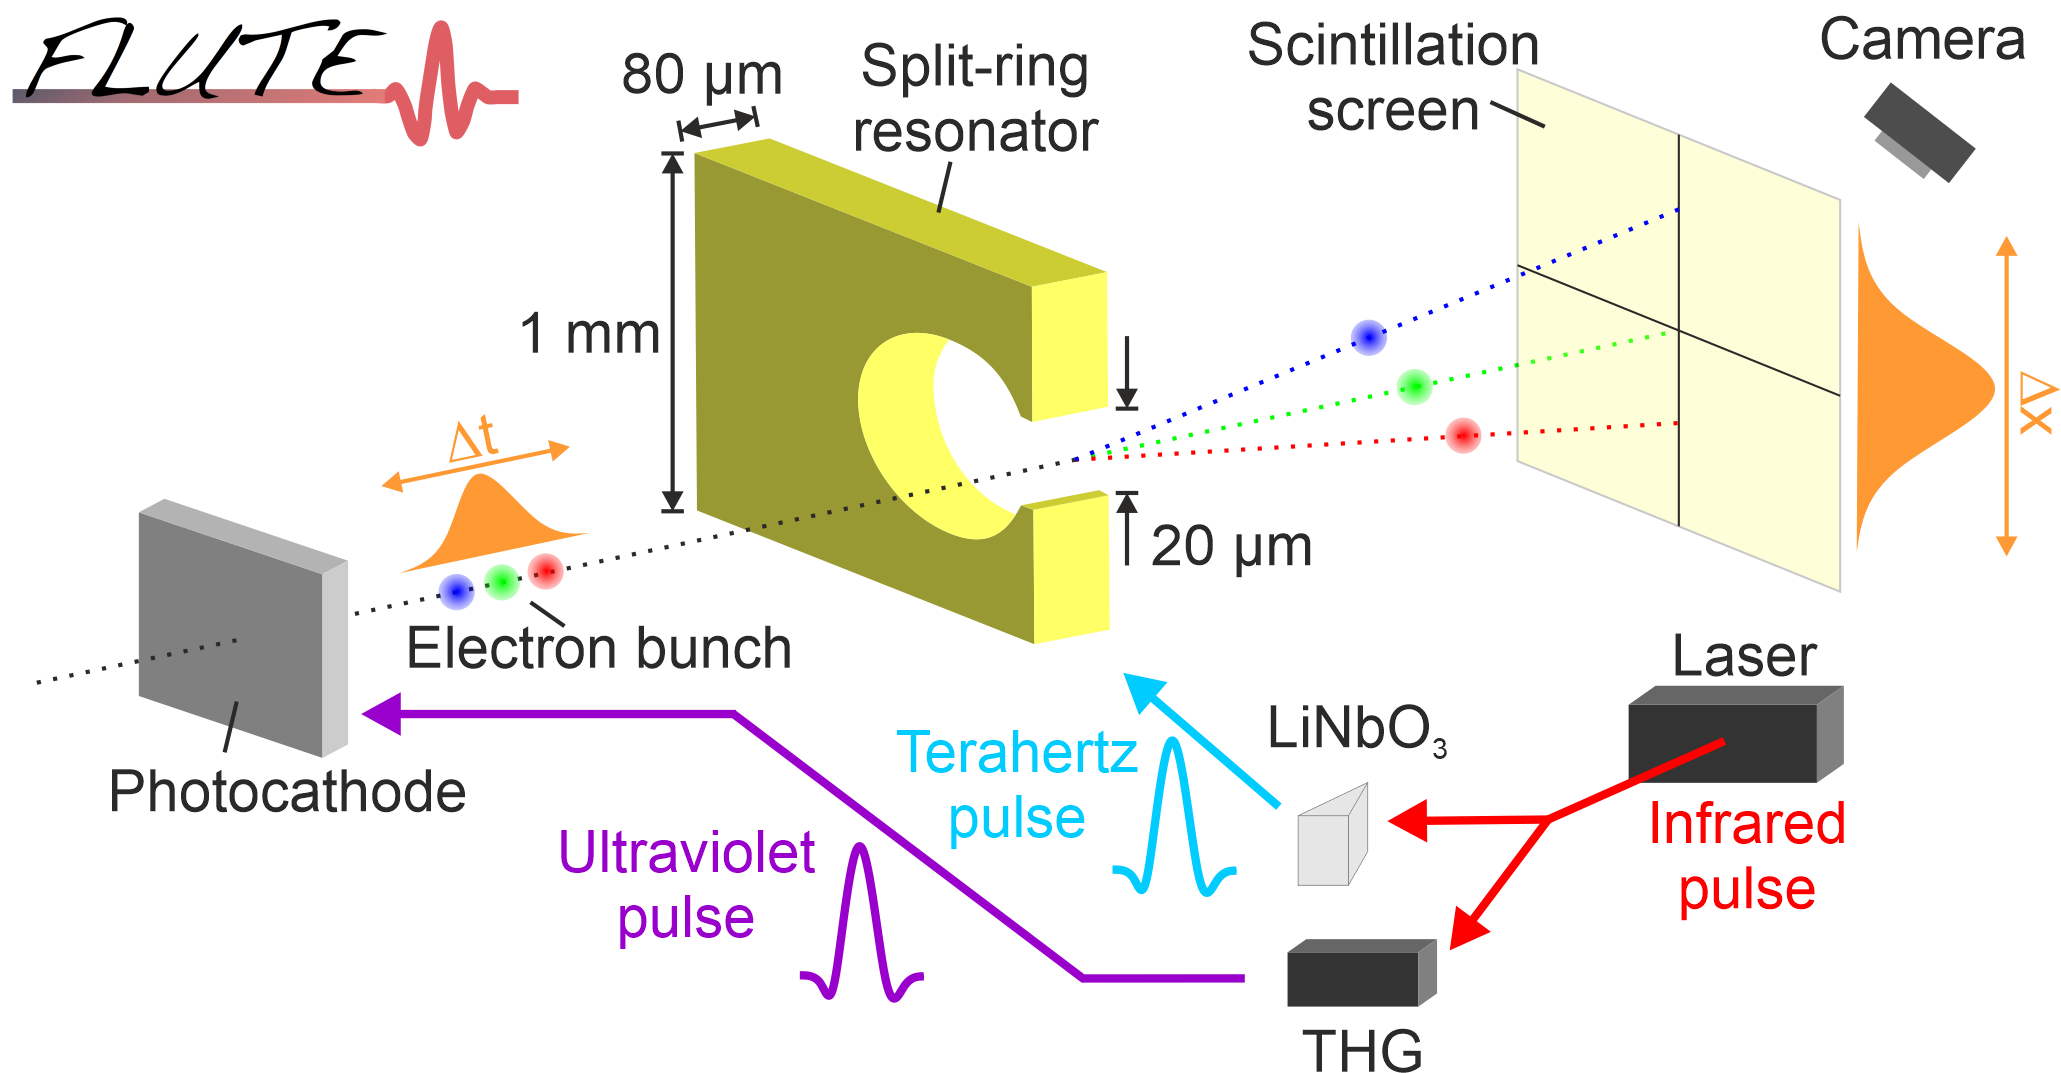 FLUTE
80 µm
Split-ring
resonator
Scintillation
screen
Camera
1 mm
Δt
Δx
20 µm
Electron bunch
Photocathode
Laser
LiNbO₃
Terahertz
pulse
Infrared
pulse
Ultraviolet
pulse
THG